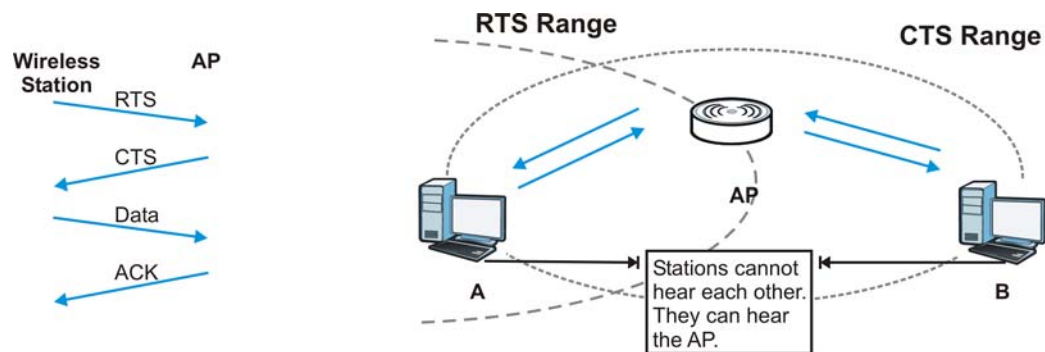 Wireless
Station
AP
RTS
CTS
Data
ACK
RTS Range
CTS Range
AP
A
B
Stations cannot
hear each other.
They can hear
the AP.